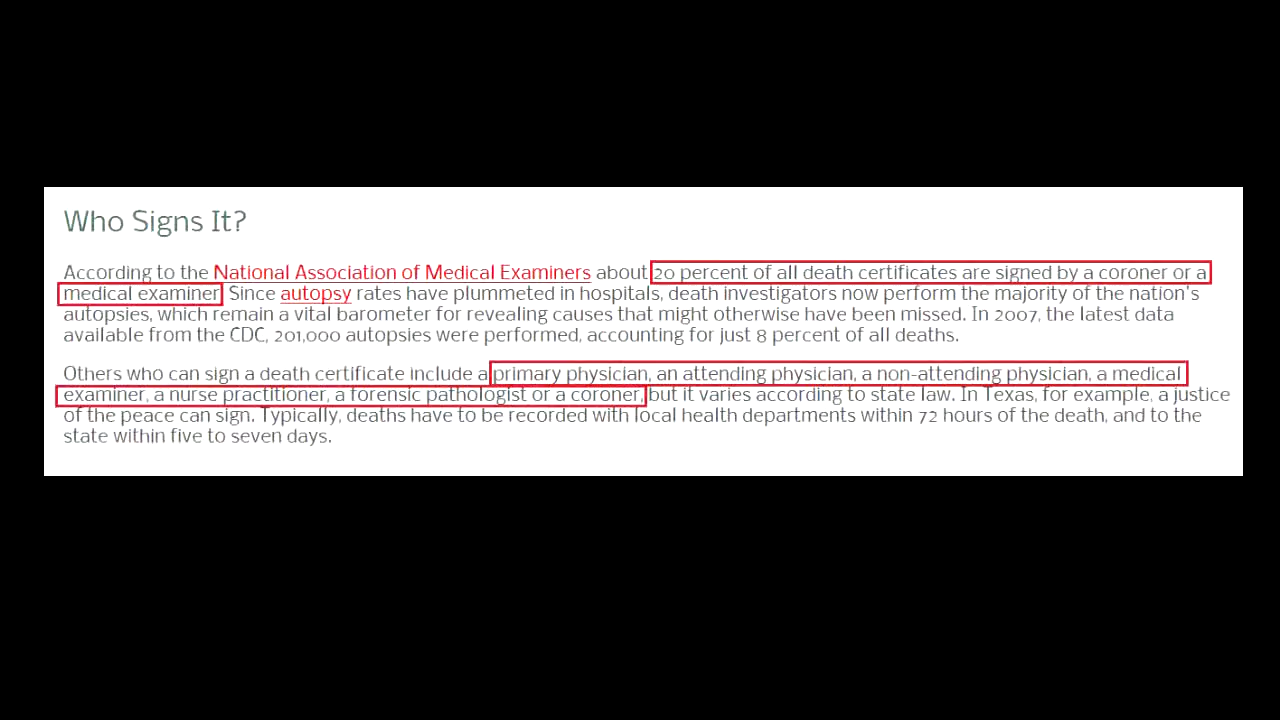 Who Signs It?
According to the National Association of Medical Examiners about 20 percent of all death certificates are signed by a coroner or a
medical examiner. Since autopsy rates have plummeted in hospitals, death investigators now perform the majority of the nation's
autopsies, which remain a vital barometer for revealing causes that might otherwise have been missed. In 2007, the latest data
available from the CDC, 201,000 autopsies were performed, accounting for just 8 percent of all deaths.
Others who can sign a death certificate include a primary physician, an attending physician, a non-attending physician, a medical
examiner, a nurse practitioner, a forensic pathologist or a coroner, but it varies according to state law. In Texas, for example, a justice
of the peace can sign. Typically, deaths have to be recorded with local health departments within 72 hours of the death, and to the
state within five to seven days.